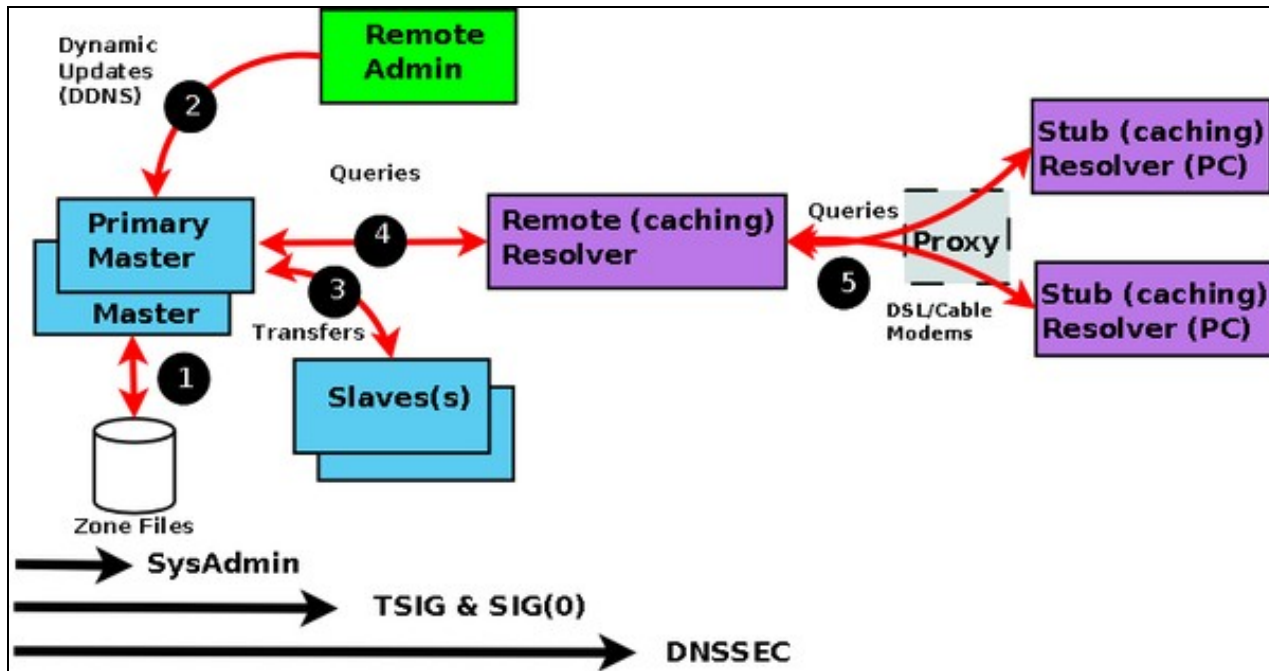 Dynamic
Updates
(DDNS)
2
Remote
Admin
Stub (caching)
Resolver (PC)
Queries
Primary
Master
4
Remote (caching)
Resolver
Queries
Proxy
5
3
Master
Transfers
DSL/Cable
Modems
Stub (caching)
Resolver (PC)
1
Slaves(s)
Zone Files
SysAdmin
TSIG & SIG(0)
DNSSEC